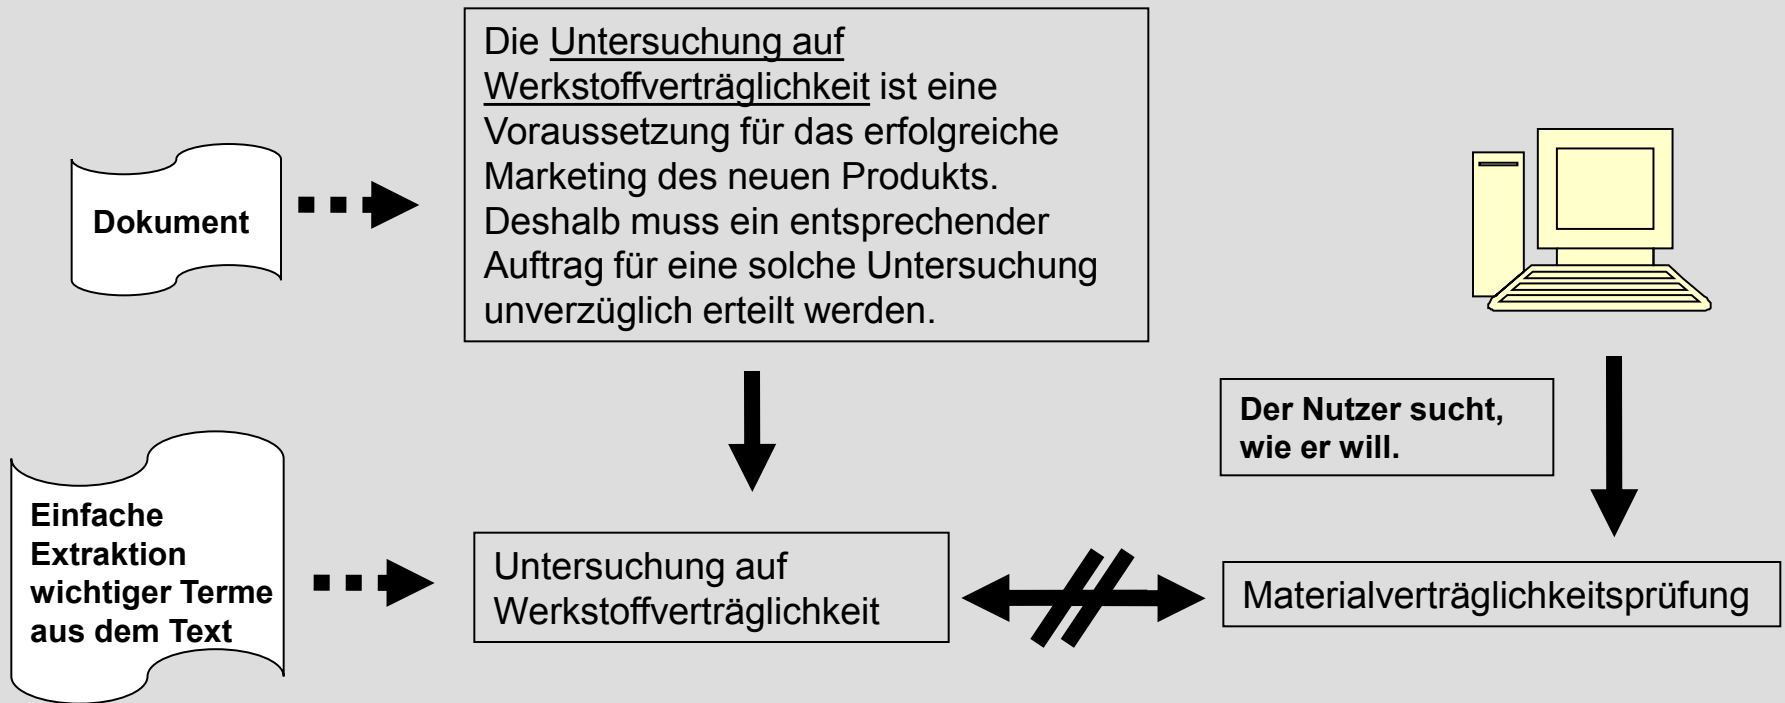 Dokument
Die Untersuchung auf
Werkstoffverträglichkeit ist eine
Voraussetzung für das erfolgreiche
Marketing des neuen Produkts.
Deshalb muss ein entsprechender
Auftrag für eine solche Untersuchung
unverzüglich erteilt werden.
Der Nutzer sucht,
wie er will.
Einfache
Extraktion
wichtiger Terme
aus dem Text
Untersuchung auf
Werkstoffverträglichkeit
Materialverträglichkeitsprüfung